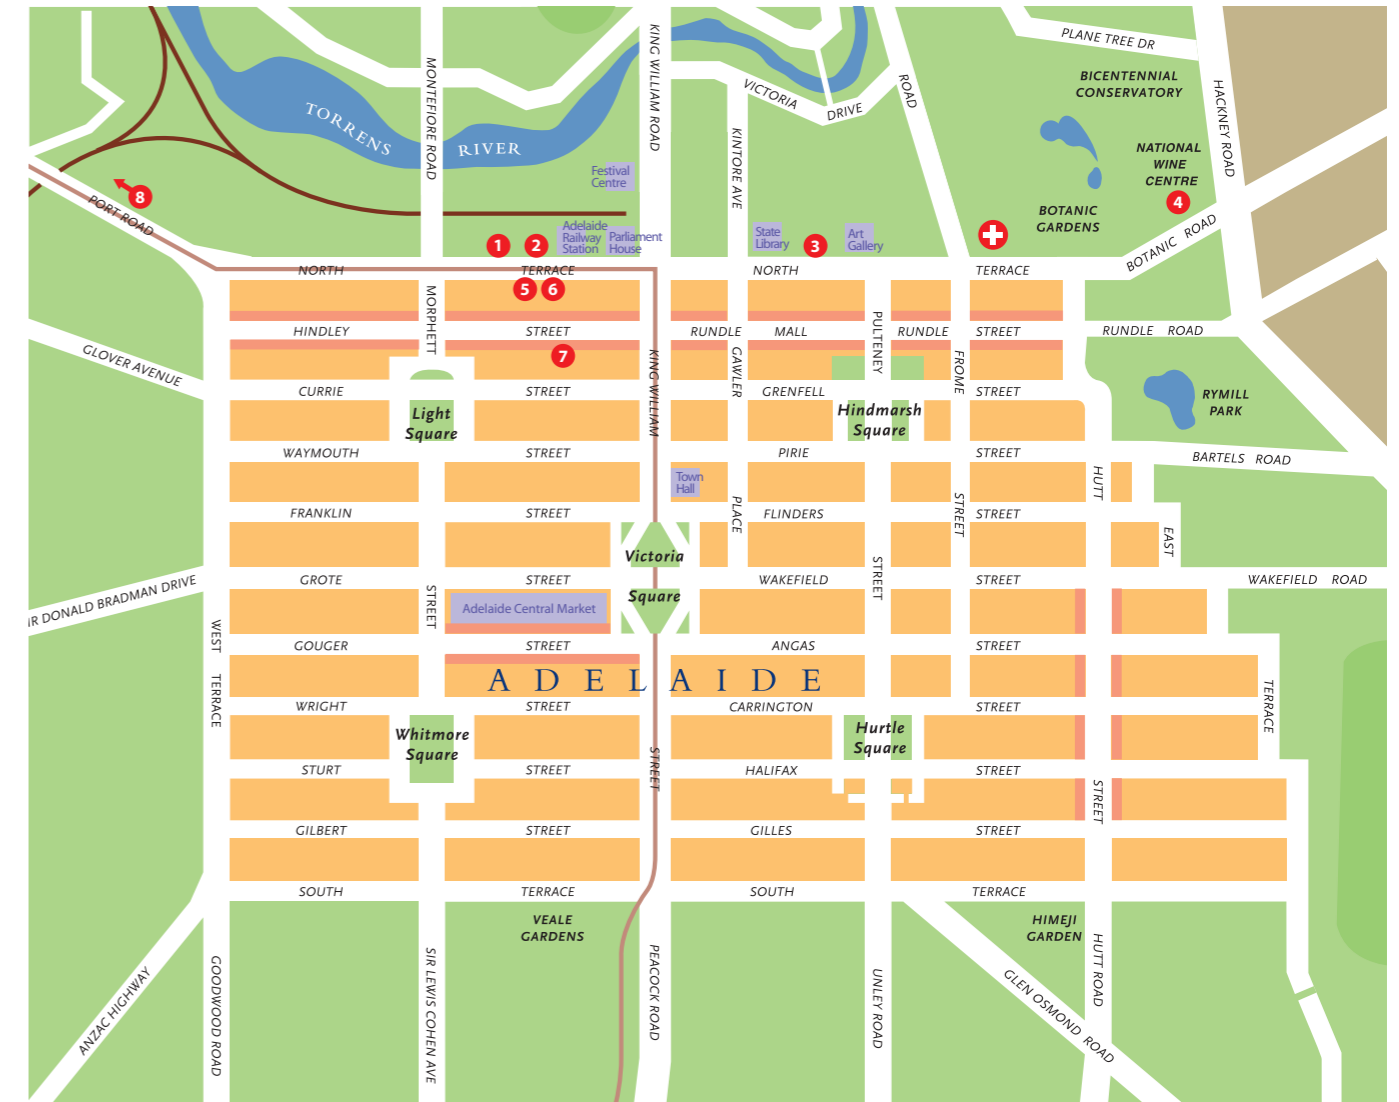 PLANE TREE DR
BICENTENNIAL
CONSERVATORY
KING WILLIAM ROAD
MONTEFIORE ROAD
ROAD
HACKNEY ROAD
VICTORIA
DRIVE
TORRENS
RIVER
KINTORE AVE
NATIONAL
WINE
CENTRE
4
Festival
Centre
8
PORT ROAD
BOTANIC
GARDENS
BOTANIC ROAD
1
2
Adelaide
Railway
Station
Parliament
House
State
Library
3
Art
Gallery
NORTH
TERRACE
NORTH
TERRACE
5
6
MORPHETT
HINDLEY
STREET
RUNDLE
MALL
PULTENEY
RUNDLE
STREET
RUNDLE ROAD
7
GLOVER AVENUE
KING WILLIAM
GAWLER
FROME
CURRIE
STREET
GRENFELL
STREET
RYMILL
PARK
Light
Square
Hindmarsh
Square
WAYMOUTH
STREET
PIRIE
STREET
BARTELS ROAD
Town
Hall
HUTT
PLACE
STREET
FRANKLIN
STREET
FLINDERS
STREET
EAST
Victoria
Square
STREET
GROTE
STREET
WAKEFIELD
STREET
WAKEFIELD ROAD
IR DONALD BRADMAN DRIVE
STREET
Adelaide Central Market
WEST
TERRACE
GOUGER
STREET
ANGAS
STREET
ADELAIDE
TERRACE
WRIGHT
STREET
CARRINGTON
STREET
Whitmore
Square
Hurtle
Square
STREET
STURT
STREET
HALIFAX
STREET
STREET
GILBERT
STREET
GILLES
STREET
SOUTH
TERRACE
SOUTH
TERRACE
VEALE
GARDENS
HIMEJI
GARDEN
ANZAC HIGHWAY
GOODWOOD ROAD
SIR LEWIS COHEN AVE
PEACOCK ROAD
UNLEY ROAD
GLEN OSMOND ROAD
HUTT ROAD